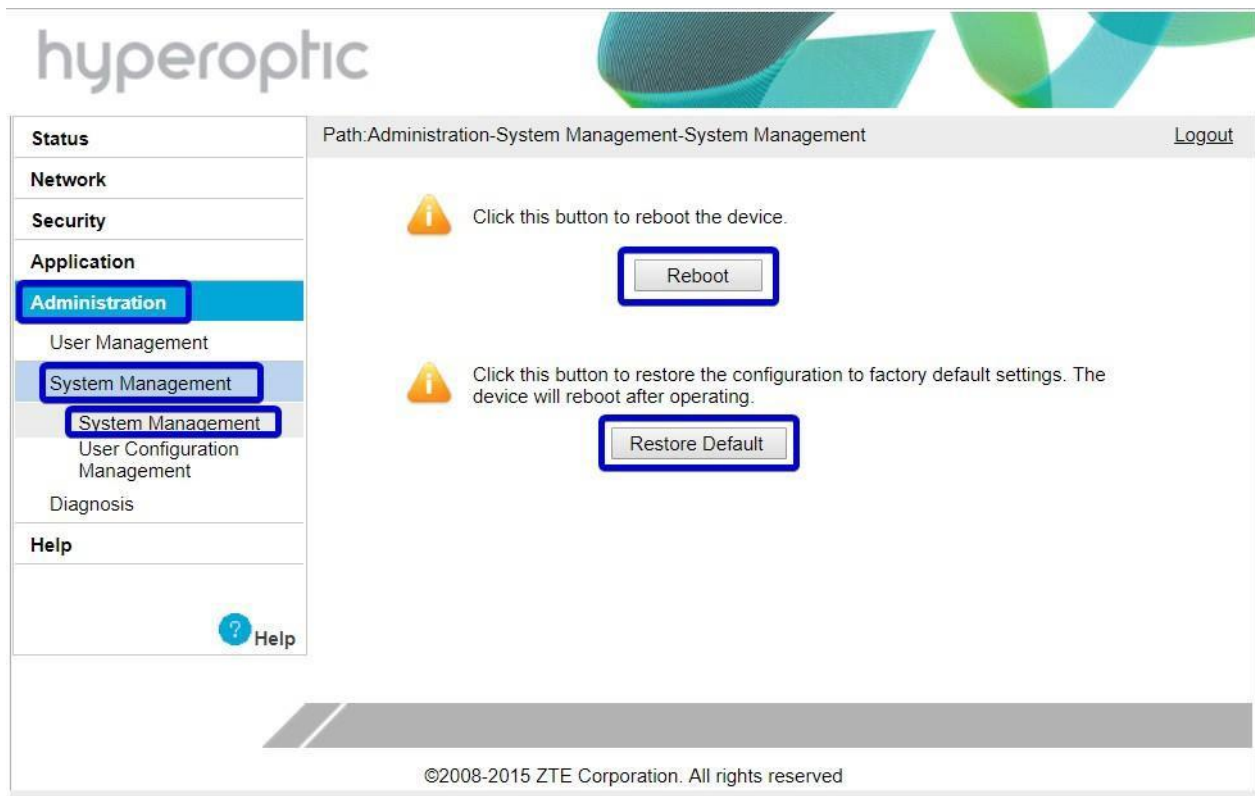 hyperoptic
Path:Administration-System Management-System Management
Logout
Status
Network
Security
Application
Administration
User Management
System Management
System Management
User Configuration
Management
Diagnosis
Help
? Help
Click this button to reboot the device.
Reboot
Click this button to restore the configuration to factory default settings. The
device will reboot after operating.
Restore Default
©2008-2015 ZTE Corporation. All rights reserved